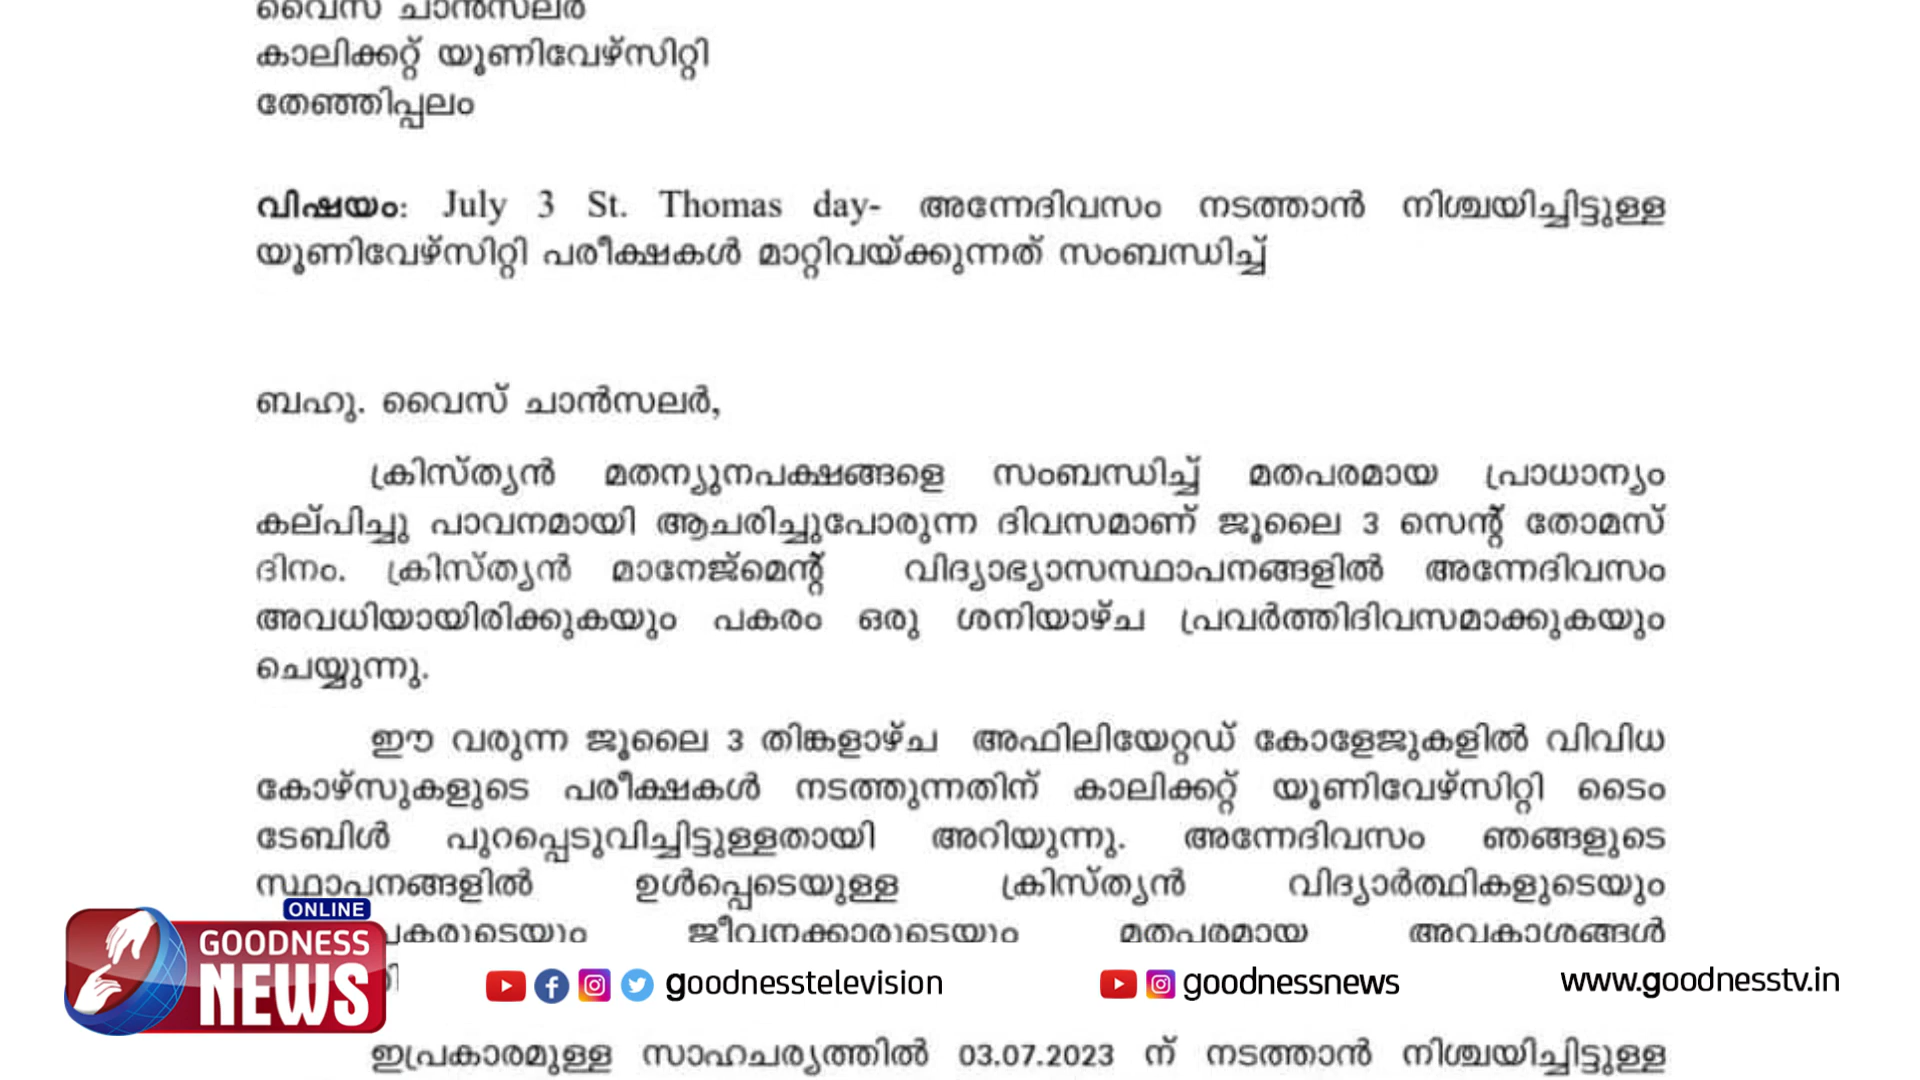 വൈസ് ചാൻസലർ
കാലിക്കറ്റ് യൂണിവേഴ്സിറ്റി
തേഞ്ഞിപ്പലം
വിഷയം: July 3 St. Thomas day- അന്നേദിവസം നടത്താൻ നിശ്ചയിച്ചിട്ടുള്ള
യൂണിവേഴ്സിറ്റി പരീക്ഷകൾ മാറ്റിവയ്ക്കുന്നത് സംബന്ധിച്ച്
ബഹു. വൈസ് ചാൻസലർ,
ക്രിസ്ത്യൻ മതന്യുനപക്ഷങ്ങളെ സംബന്ധിച്ച് മതപരമായ പ്രാധാന്യം
കല്പിച്ചു പാവനമായി ആചരിച്ചുപോരുന്ന ദിവസമാണ് ജൂലൈ 3 സെന്റ് തോമസ്
ദിനം. ക്രിസ്ത്യൻ മാനേജ്മെന്റ് വിദ്യാഭ്യാസസ്ഥാപനങ്ങളിൽ അന്നേദിവസം
അവധിയായിരിക്കുകയും പകരം ഒരു ശനിയാഴ്ച പ്രവർത്തിദിവസമാക്കുകയും
ചെയ്യുന്നു.
ഈ വരുന്ന ജൂലൈ 3 തിങ്കളാഴ്ച അഫിലിയേറ്റഡ് കോളേജുകളിൽ വിവിധ
കോഴ്സുകളുടെ പരീക്ഷകൾ നടത്തുന്നതിന് കാലിക്കറ്റ് യൂണിവേഴ്സിറ്റി ടൈം
ടേബിൾ പുറപ്പെടുവിച്ചിട്ടുള്ളതായി അറിയുന്നു. അന്നേദിവസം ഞങ്ങളുടെ
സ്ഥാപനങ്ങളിൽ ഉൾപ്പെടെയുള്ള ക്രിസ്ത്യൻ വിദ്യാർത്ഥികളുടെയും
പകരുടെയും ജീവനക്കാരുടെയും മതപരമായ അവകാശങ്ങൾ
ONLINE
GOODNESS
NEWS
goodnesstelevision
goodnessnews
www.goodnesstv.in
ഇപ്രകാരമുള്ള സാഹചര്യത്തിൽ 03.07.2023 ന് നടത്താൻ നിശ്ചയിച്ചിട്ടുള്ള